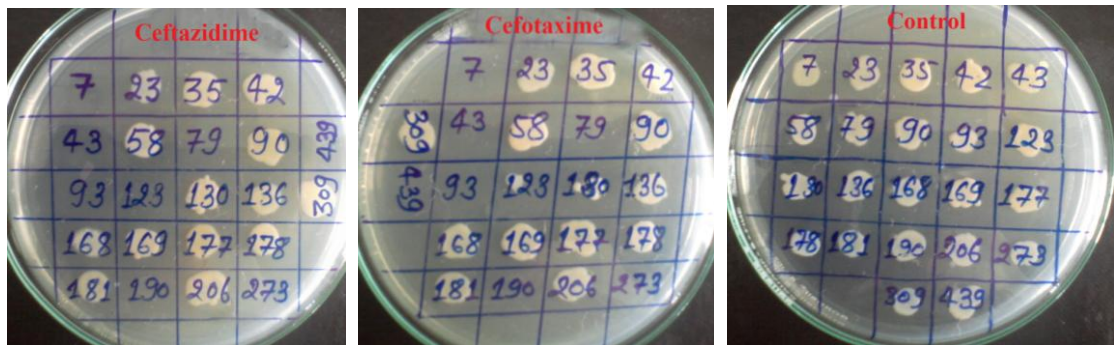 Ceftazidime
7 23 35 42
43 58 79 90 439
93 123 130 136 309
168 169 177 178
181 190 206 273
Cefotaxime
7 23 35 42
309 43 58 79 90
439 93 123 130 136
168 169 177 178
181 190 206 273
Control
7 23 35 42 43
58 79 90 93 123
130 136 168 169 177
178 181 190 206 273
309 439